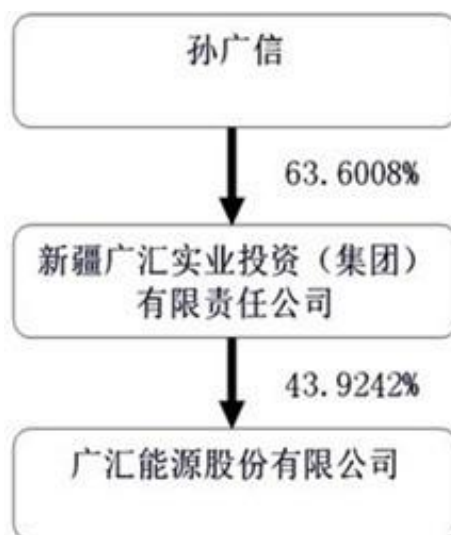 孙广信
63.6008%
新疆广汇实业投资（集团）
有限责任公司
43.9242%
广汇能源股份有限公司